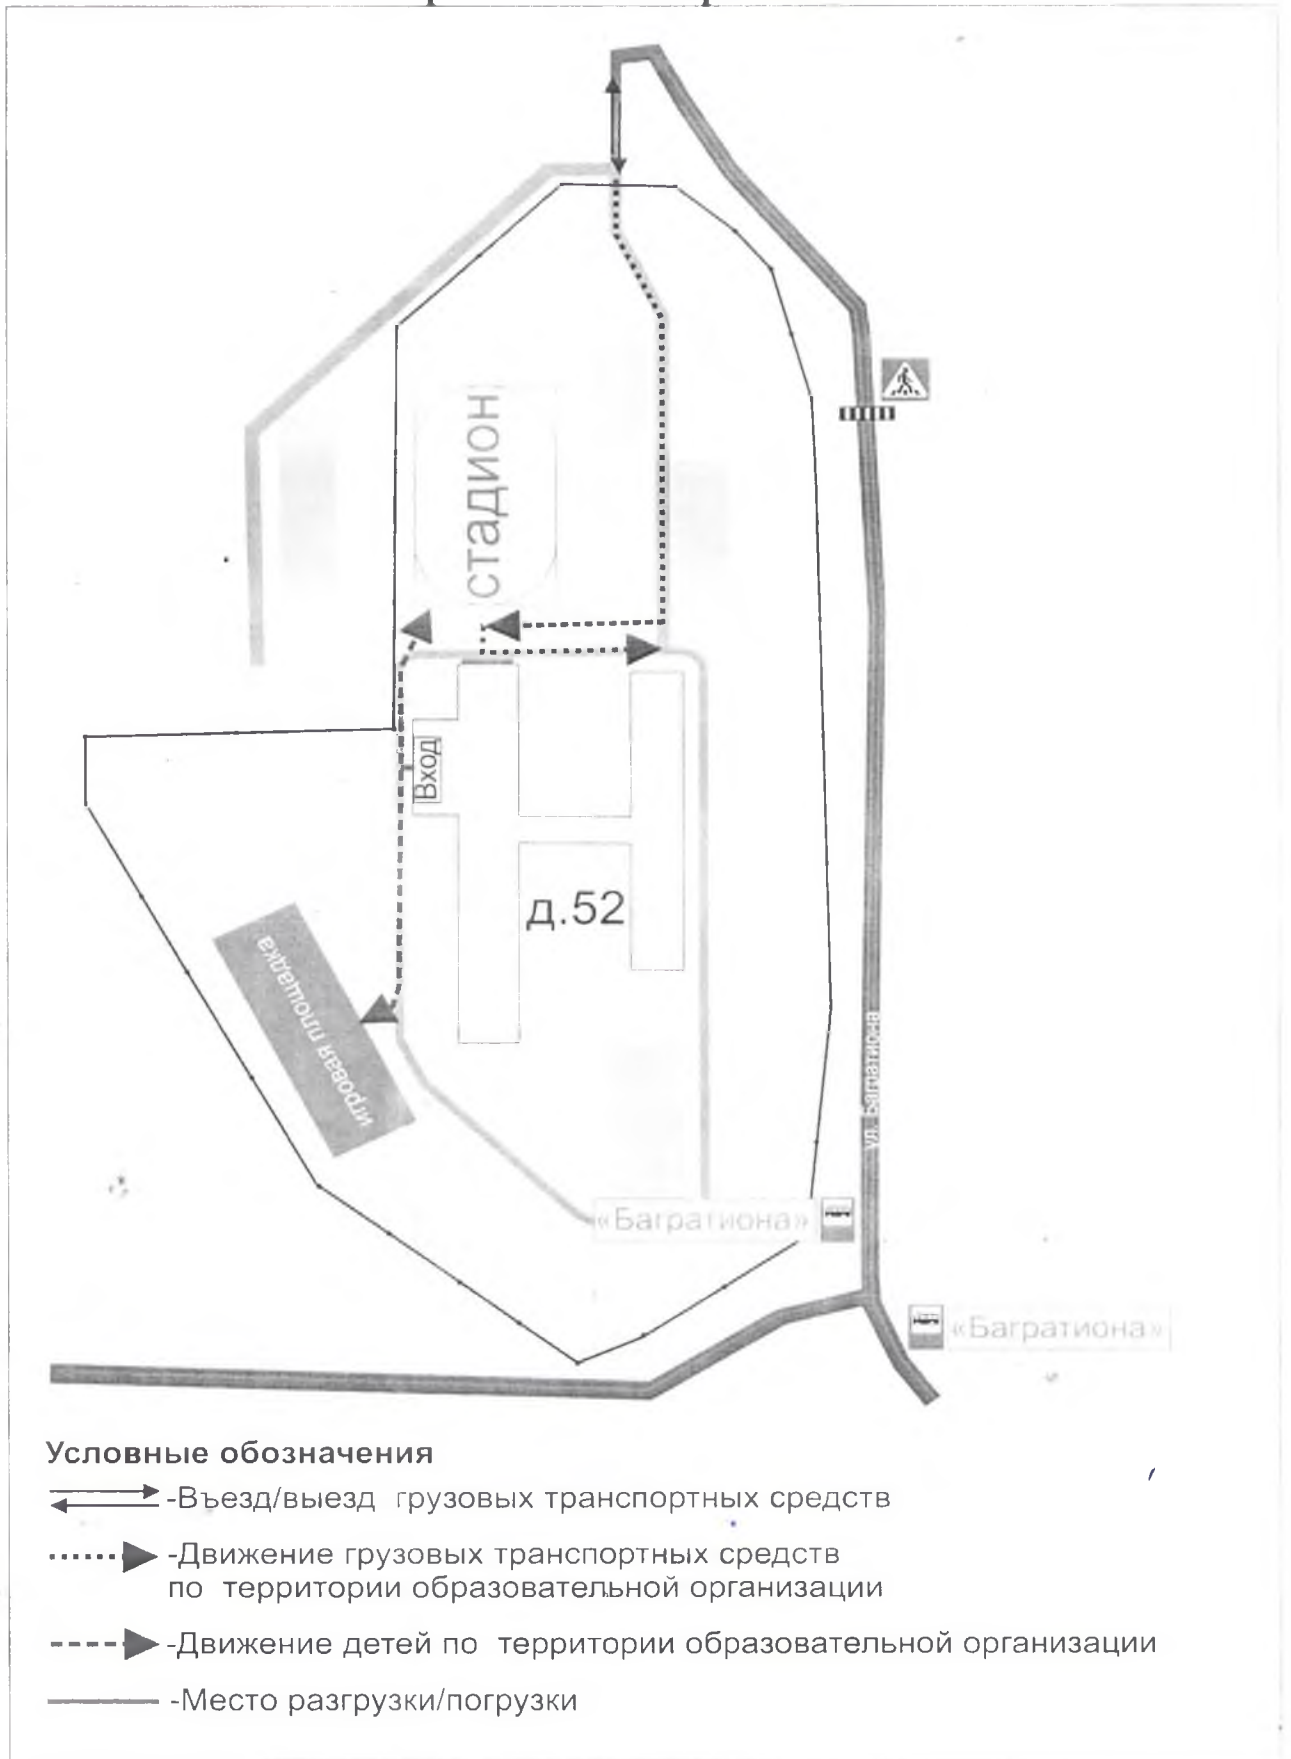 СТАДИОН
Вход
д.52
игровая площадка
ул. Багратиона
«Багратиона»
«Багратиона»
Условные обозначения
-Въезд/выезд грузовых транспортных средств
-Движение грузовых транспортных средств
по территории образовательной организации
-Движение детей по территории образовательной организации
-Место разгрузки/погрузки